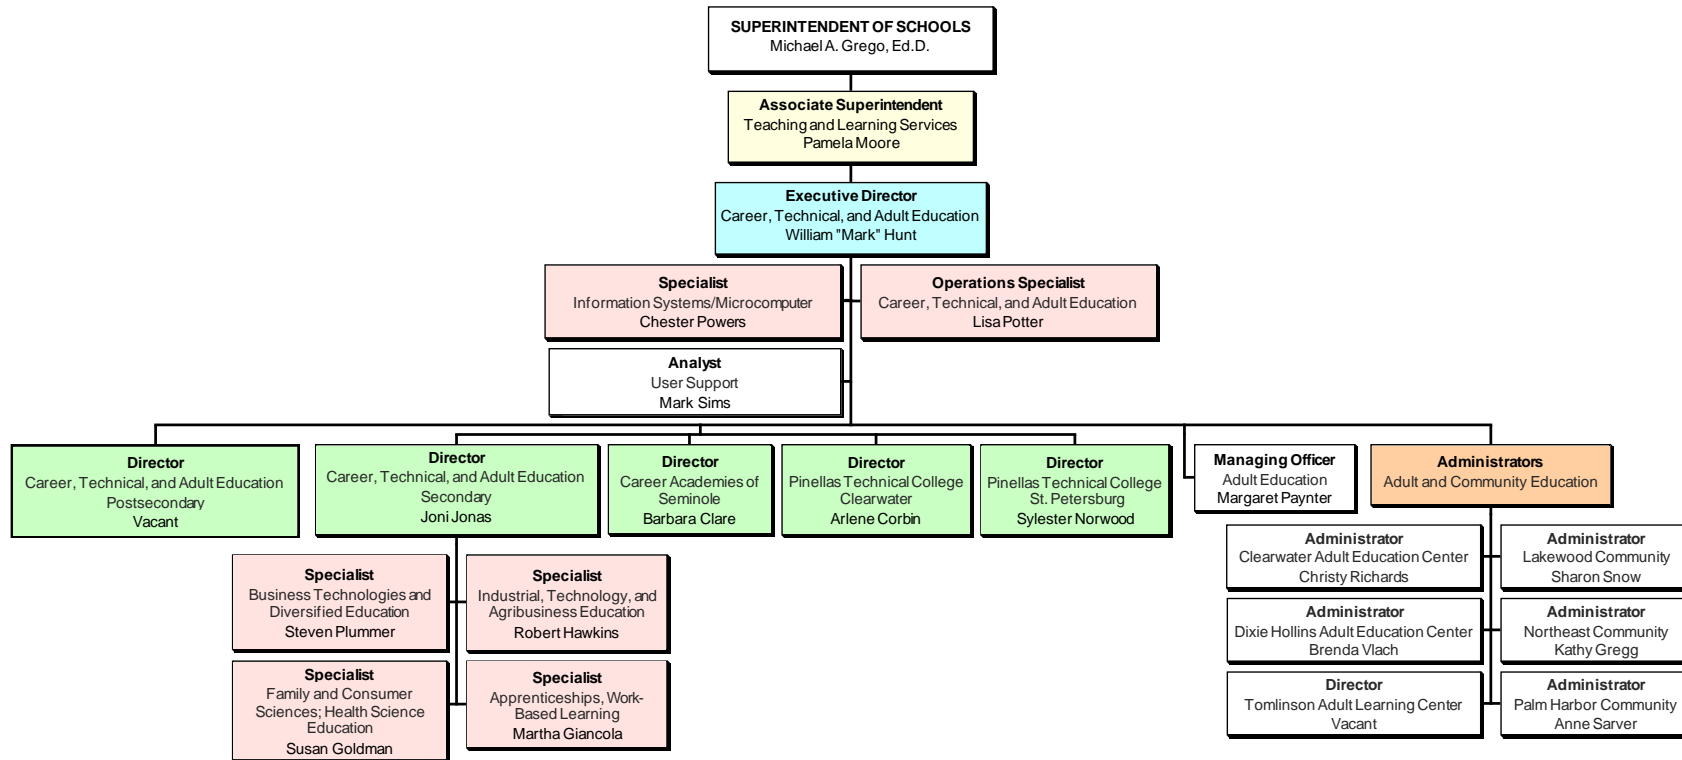 SUPERINTENDENT OF SCHOOLS
Michael A. Grego, Ed.D.
Associate Superintendent
Teaching and Learning Services
Pamela Moore
Executive Director
Career, Technical, and Adult Education
William "Mark" Hunt
Specialist
Information Systems/Microcomputer
Chester Powers
Operations Specialist
Career, Technical, and Adult Education
Lisa Potter
Analyst
User Support
Mark Sims
Director
Career, Technical, and Adult Education
Postsecondary
Vacant
Director
Career, Technical, and Adult Education
Secondary
Joni Jonas
Director
Career Academies of
Seminole
Barbara Clare
Director
Pinellas Technical College
Clearwater
Arlene Corbin
Director
Pinellas Technical College
St. Petersburg
Sylester Norwood
Managing Officer
Adult Education
Margaret Paynter
Administrators
Adult and Community Education
Specialist
Business Technologies and
Diversified Education
Steven Plummer
Specialist
Industrial, Technology, and
Agribusiness Education
Robert Hawkins
Specialist
Family and Consumer
Sciences; Health Science
Education
Susan Goldman
Specialist
Apprenticeships, Work-
Based Learning
Martha Giancola
Administrator
Clearwater Adult Education Center
Christy Richards
Administrator
Lakewood Community
Sharon Snow
Administrator
Dixie Hollins Adult Education Center
Brenda Vlach
Administrator
Northeast Community
Kathy Gregg
Director
Tomlinson Adult Learning Center
Vacant
Administrator
Palm Harbor Community
Anne Sarver